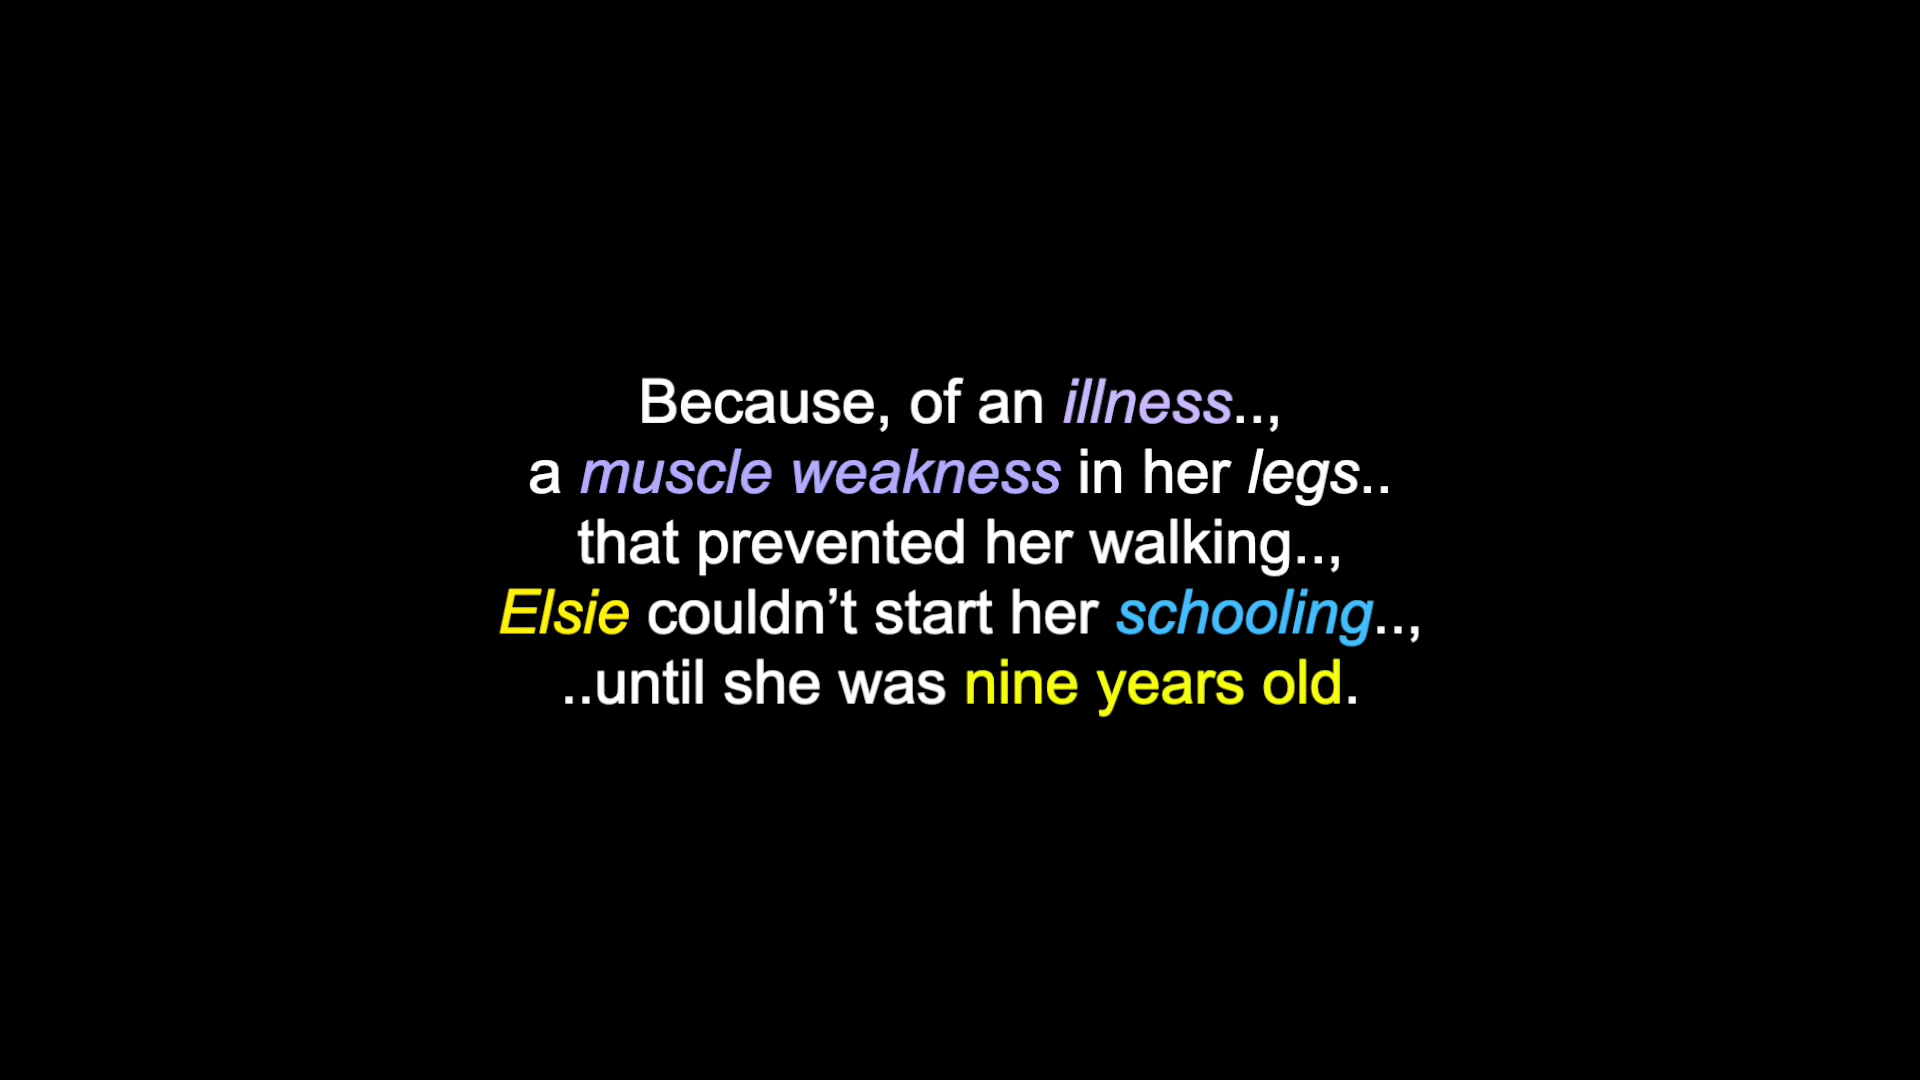 Because, of an illness..,
a muscle weakness in her legs..
that prevented her walking..,
Elsie couldn’t start her schooling..,
..until she was nine years old.